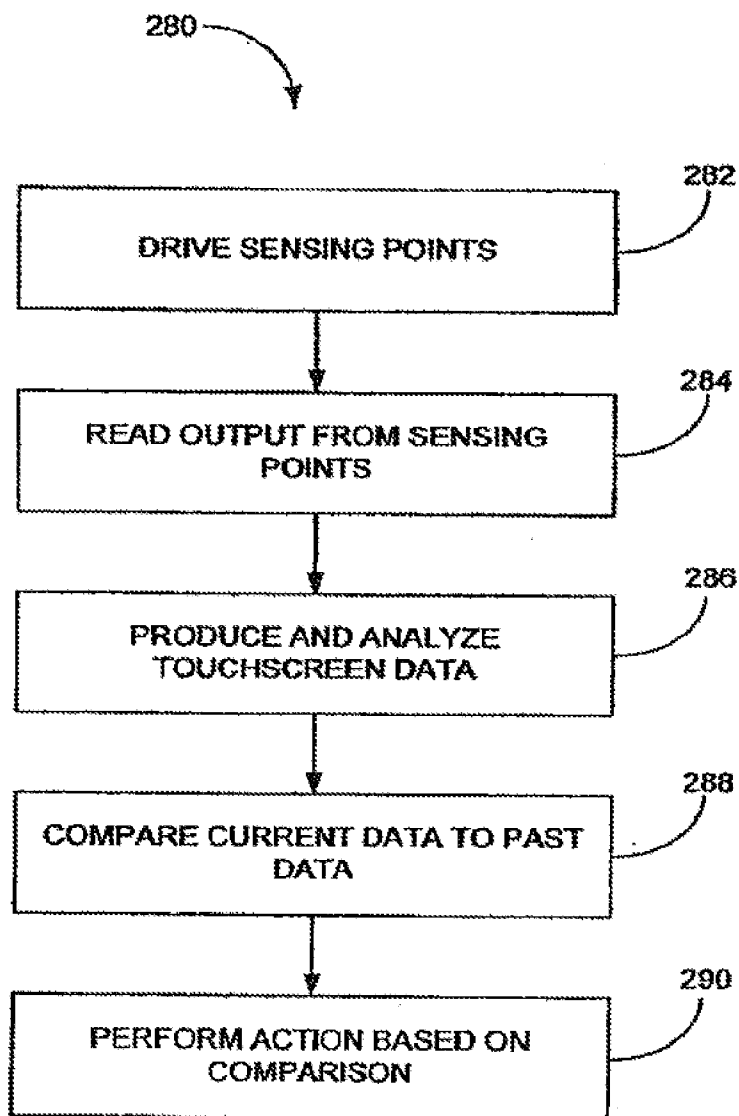 280
282
DRIVE SENSING POINTS
284
READ OUTPUT FROM SENSING
POINTS
286
PRODUCE AND ANALYZE
TOUCHSCREEN DATA
288
COMPARE CURRENT DATA TO PAST
DATA
290
PERFORM ACTION BASED ON
COMPARISON